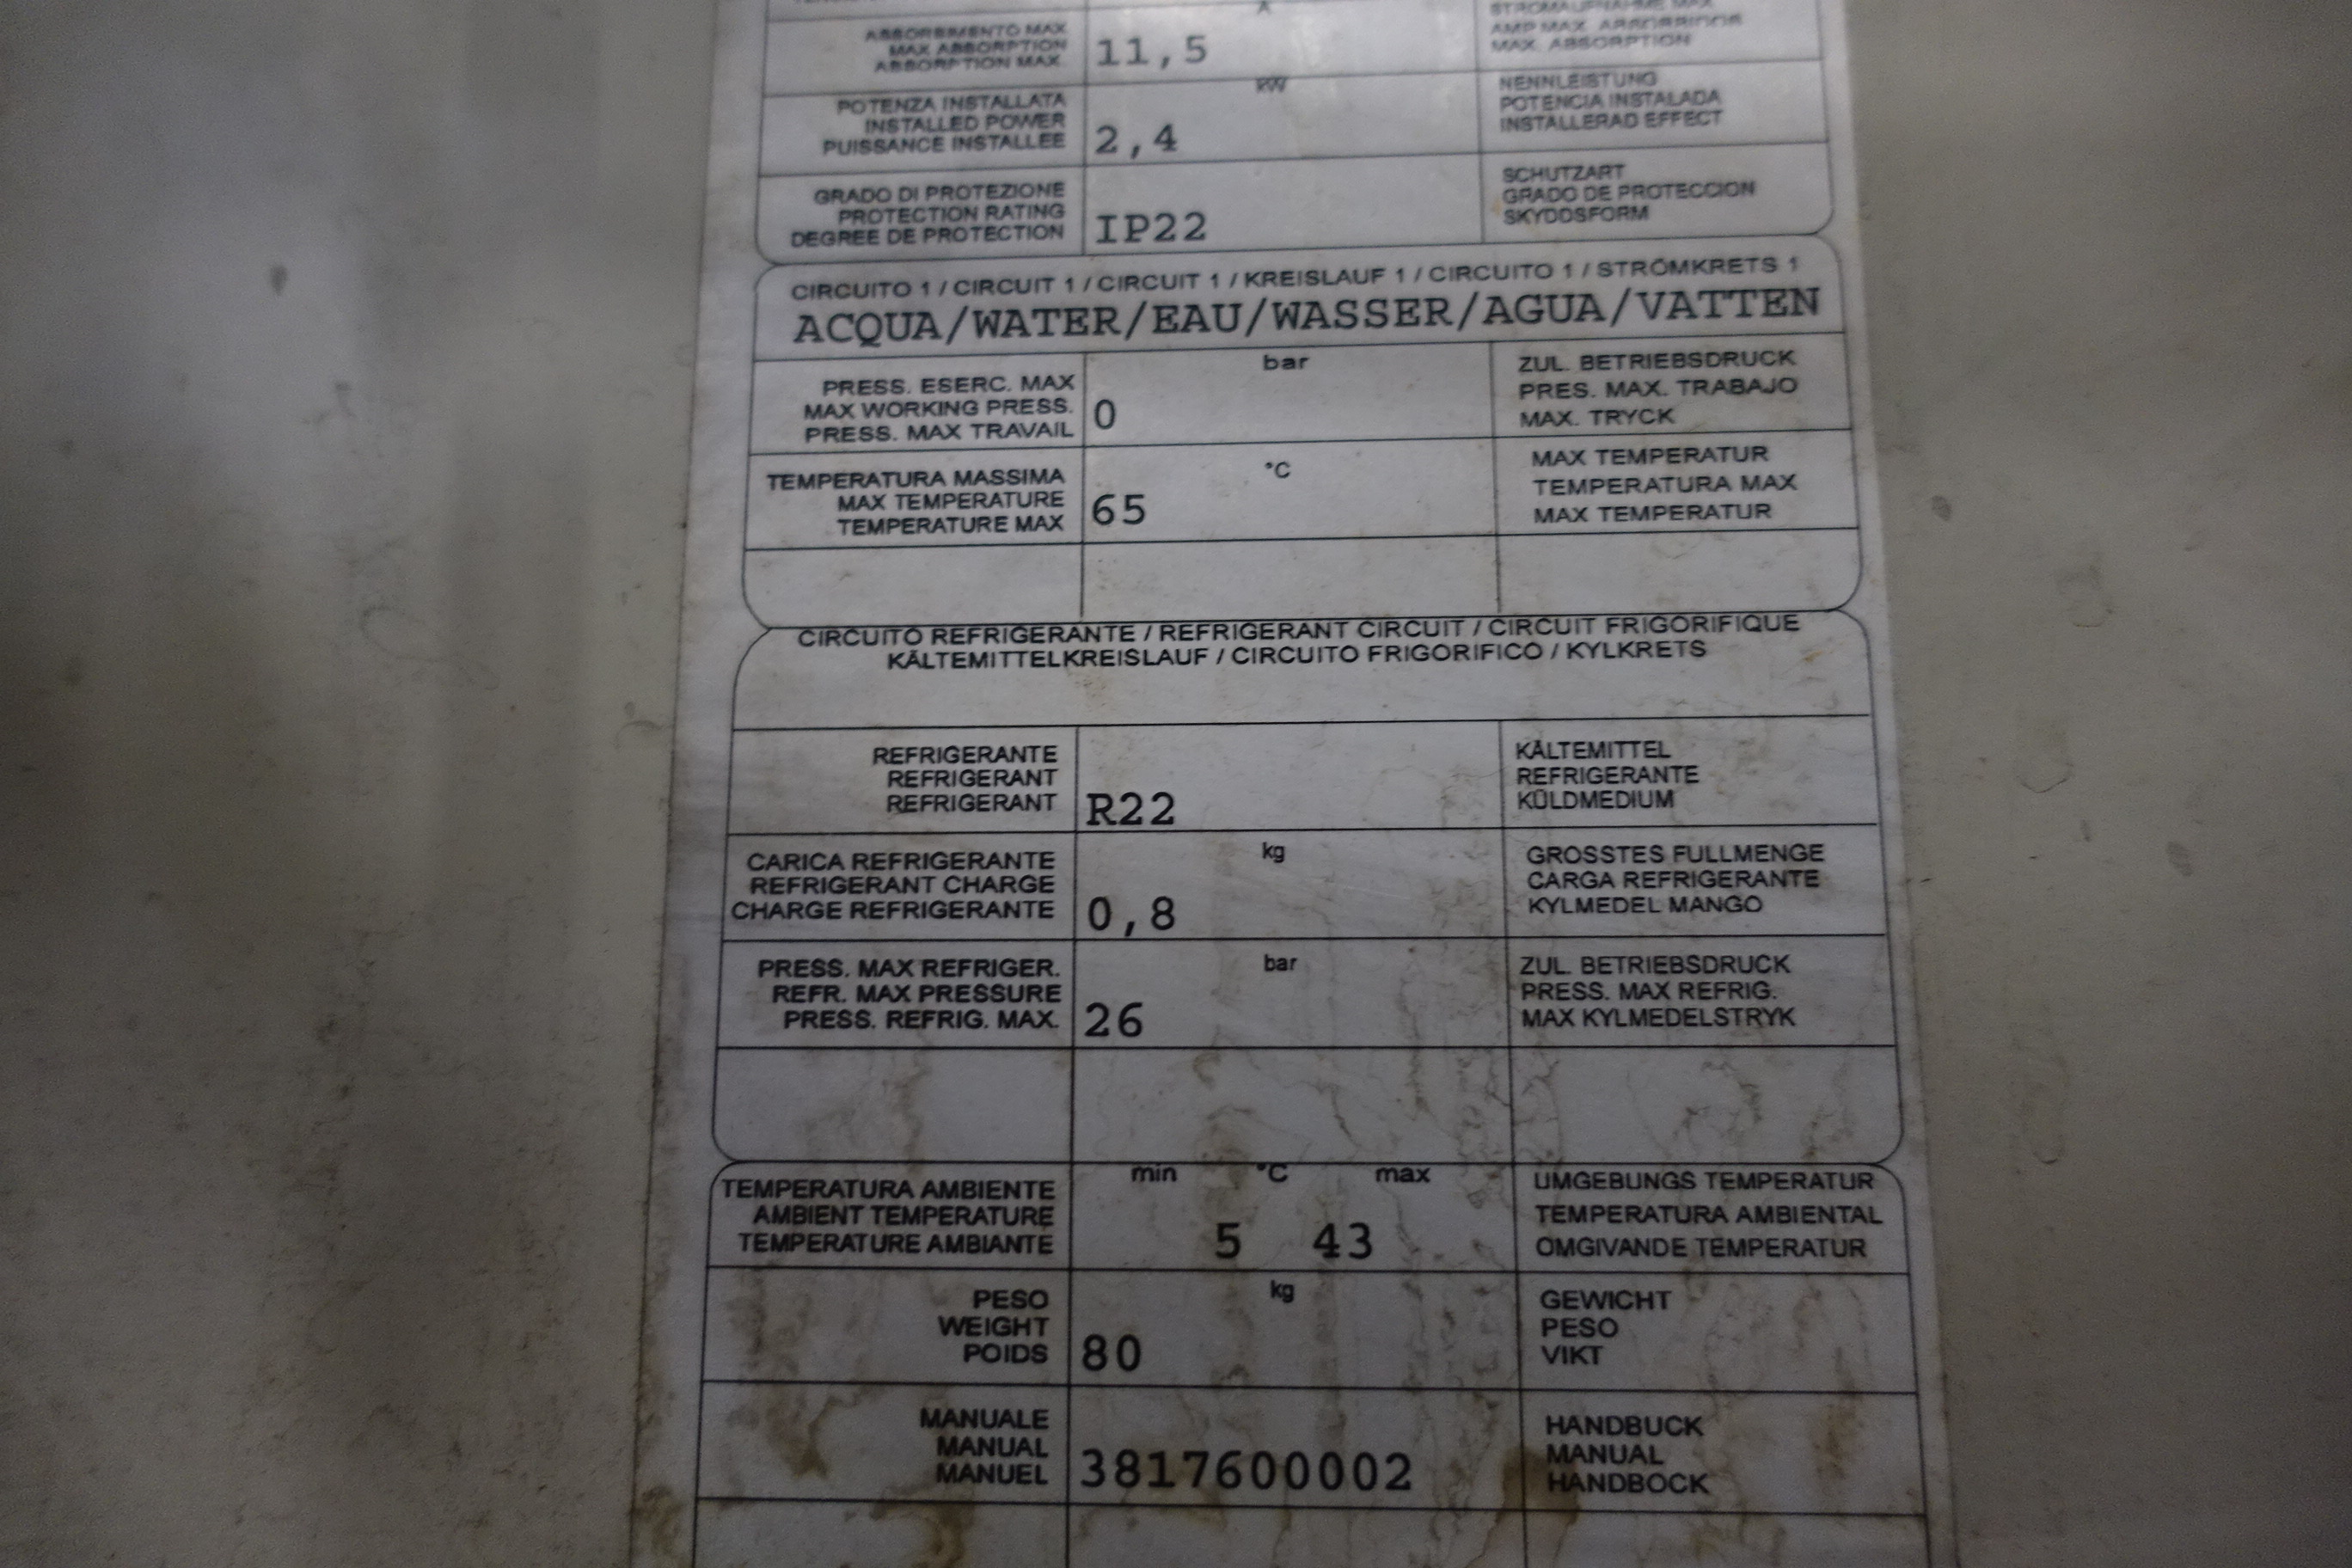 A
ASSORBIMENTO MAX
MAX ABSORPTION
ABSORPTION MAX.
11,5
STROMAUFNAHME MAX
AMP MAX. ABSORBIDOS
MAX. ABSORPTION
POTENZA INSTALLATA
INSTALLED POWER
PUISSANCE INSTALLEE
KW
2,4
NENNLEISTUNG
POTENCIA INSTALADA
INSTALLERAD EFFECT
GRADO DI PROTEZIONE
PROTECTION RATING
DEGREE DE PROTECTION
IP22
SCHUTZART
GRADO DE PROTECCION
SKYDDSFORM
CIRCUITO 1 / CIRCUIT 1 / CIRCUIT 1 / KREISLAUF 1 / CIRCUITO 1 / STRÖMKRETS 1
ACQUA/WATER/EAU/WASSER/AGUA/VATTEN
PRESS. ESERC. MAX
MAX WORKING PRESS.
PRESS. MAX TRAVAIL
bar
0
ZUL. BETRIEBSDRUCK
PRES. MAX. TRABAJO
MAX. TRYCK
TEMPERATURA MASSIMA
MAX TEMPERATURE
TEMPERATURE MAX
°C
65
MAX TEMPERATUR
TEMPERATURA MAX
MAX TEMPERATUR
CIRCUITO REFRIGERANTE / REFRIGERANT CIRCUIT / CIRCUIT FRIGORIFIQUE
KÄLTEMITTELKREISLAUF / CIRCUITO FRIGORIFICO / KYLKRETS
REFRIGERANTE
REFRIGERANT
REFRIGERANT
R22
KÄLTEMITTEL
REFRIGERANTE
KÜLDMEDIUM
CARICA REFRIGERANTE
REFRIGERANT CHARGE
CHARGE REFRIGERANTE
kg
0,8
GROSSTES FULLMENGE
CARGA REFRIGERANTE
KYLMEDEL MANGO
PRESS. MAX REFRIGER.
REFR. MAX PRESSURE
PRESS. REFRIG. MAX.
bar
26
ZUL. BETRIEBSDRUCK
PRESS. MAX REFRIG.
MAX KYLMEDELSTRYK
TEMPERATURA AMBIENTE
AMBIENT TEMPERATURE
TEMPERATURE AMBIANTE
min °C max
5 43
UMGEBUNGS TEMPERATUR
TEMPERATURA AMBIENTAL
OMGIVANDE TEMPERATUR
PESO
WEIGHT
POIDS
kg
80
GEWICHT
PESO
VIKT
MANUALE
MANUAL
MANUEL
3817600002
HANDBUCK
MANUAL
HANDBOCK